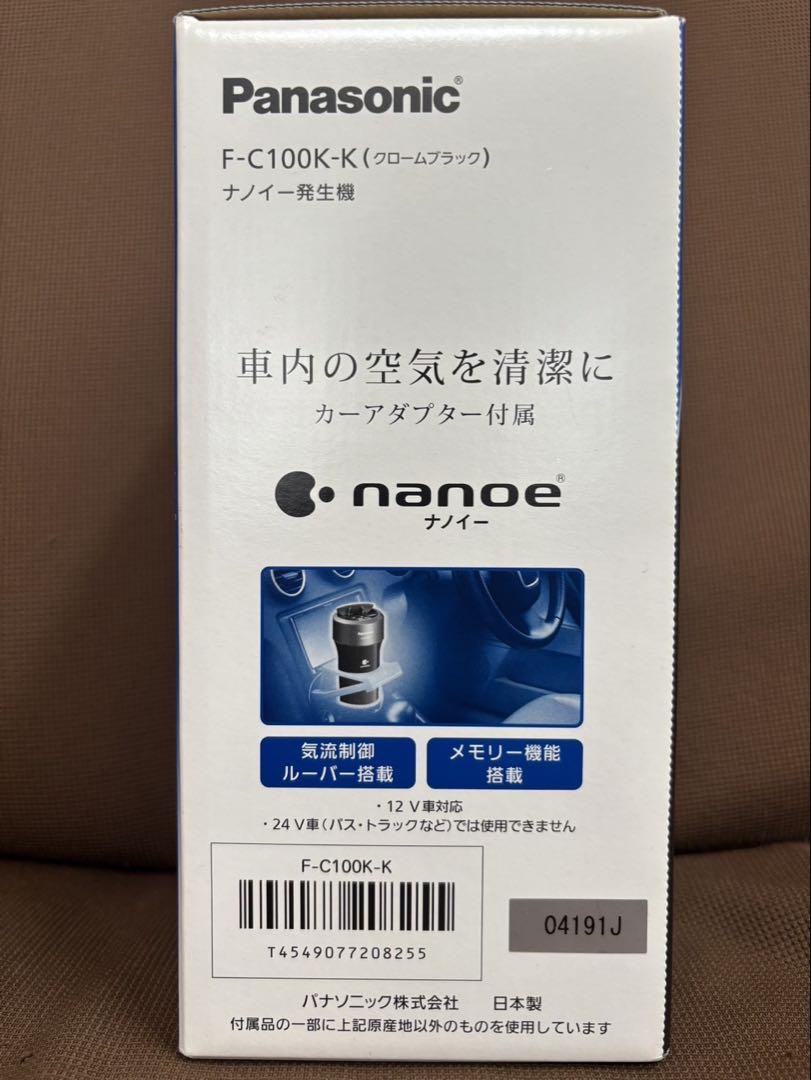 Panasonic®
F-C100K-K(クロームブラック)
ナノイー発生機
車内の空気を清潔に
カーアダプター付属
nanoe®
ナノイー
Panasonic
気流制御
ルーバー搭載
メモリー機能
搭載
・12 V車対応
・24 V車(バス・トラックなど)では使用できません
F-C100K-K
T4549077208255
04191J
パナソニック株式会社 日本製
付属品の一部に上記原産地以外のものを使用しています